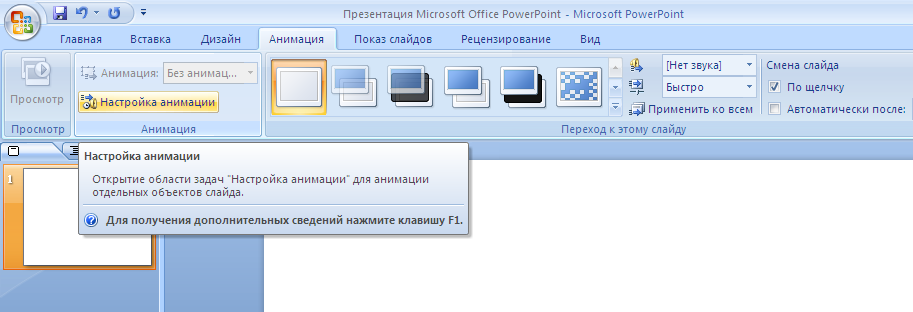 Презентация Microsoft Office PowerPoint - Microsoft PowerPoint
Главная Вставка Дизайн Анимация Показ слайдов Рецензирование Вид
Просмотр
Анимация: Без анимац...
Настройка анимации
[Нет звука]
Быстро
Применить ко всем
Смена слайда
По щелчку
Автоматически после:
Просмотр Анимация Переход к этому слайду
1
Настройка анимации
Открытие области задач "Настройка анимации" для анимации
отдельных объектов слайда.
Для получения дополнительных сведений нажмите клавишу F1.